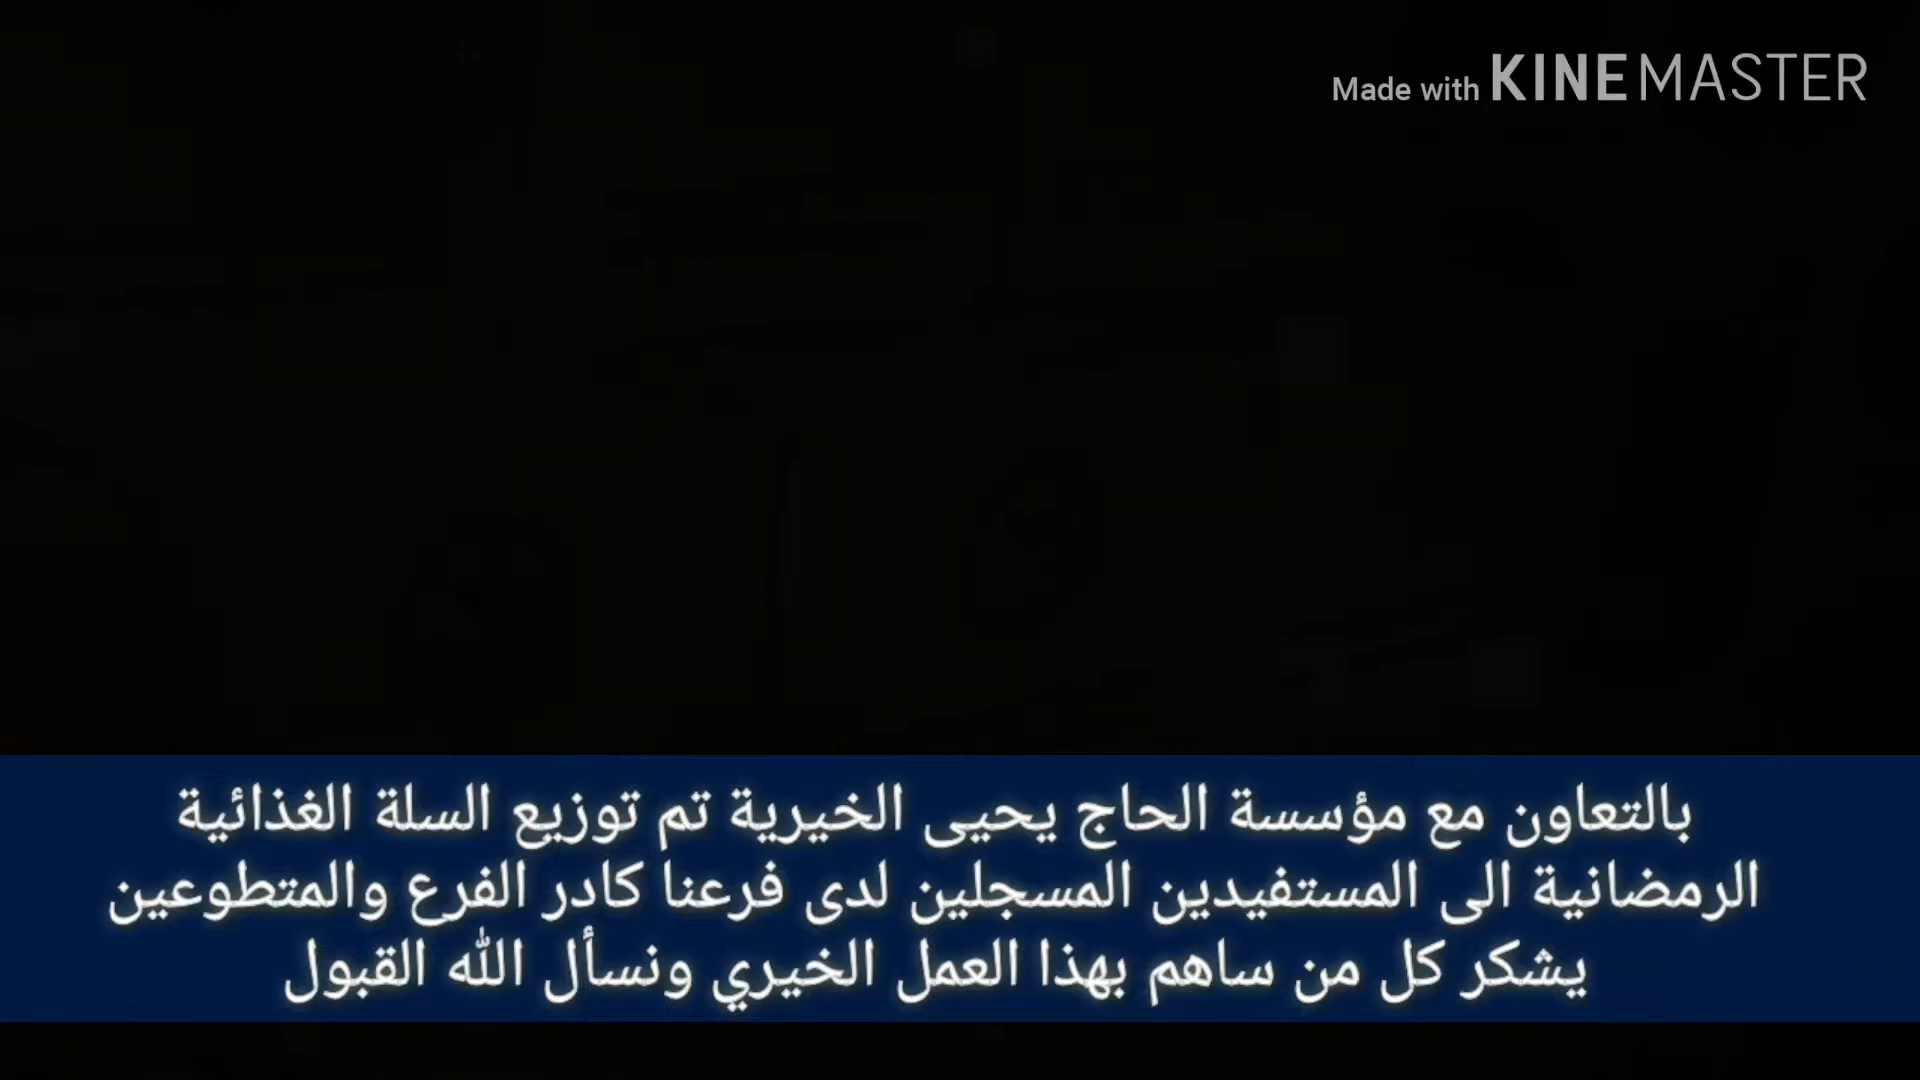 Made with KINEMASTER
بالتعاون مع مؤسسة الحاج يحيى الخيرية تم توزيع السلة الغذائية
الرمضانية الى المستفيدين المسجلين لدى فرعنا كادر الفرع والمتطوعين
يشكر كل من ساهم بهذا العمل الخيري ونسأل الله القبول